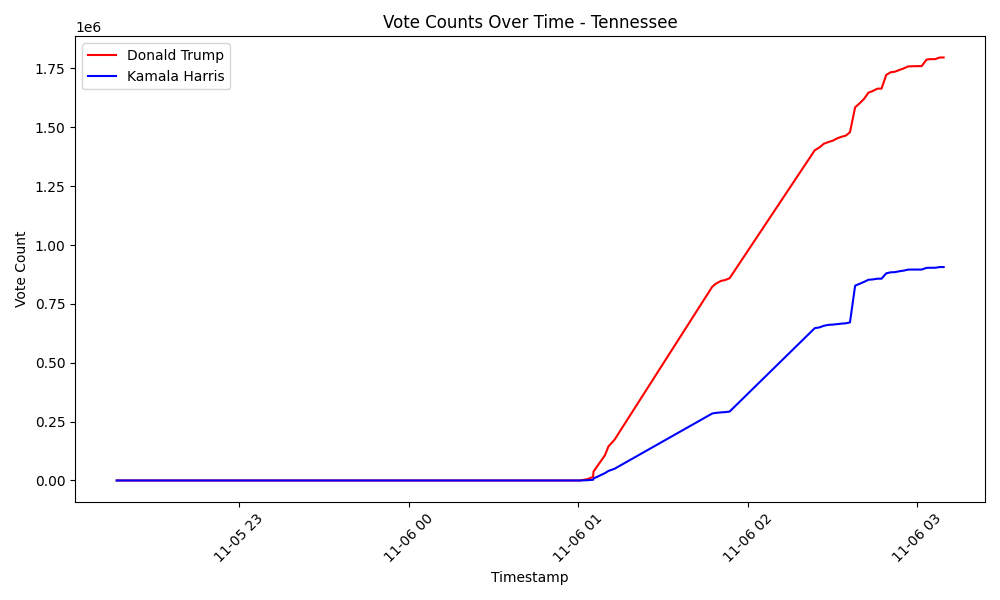 Vote Counts Over Time - Tennessee
1e6
Donald Trump
Kamala Harris
1.75
1.50
1.25
1.00
0.75
0.50
0.25
0.00
Vote Count
11-05 23
11-06 00
11-06 01
11-06 02
11-06 03
Timestamp